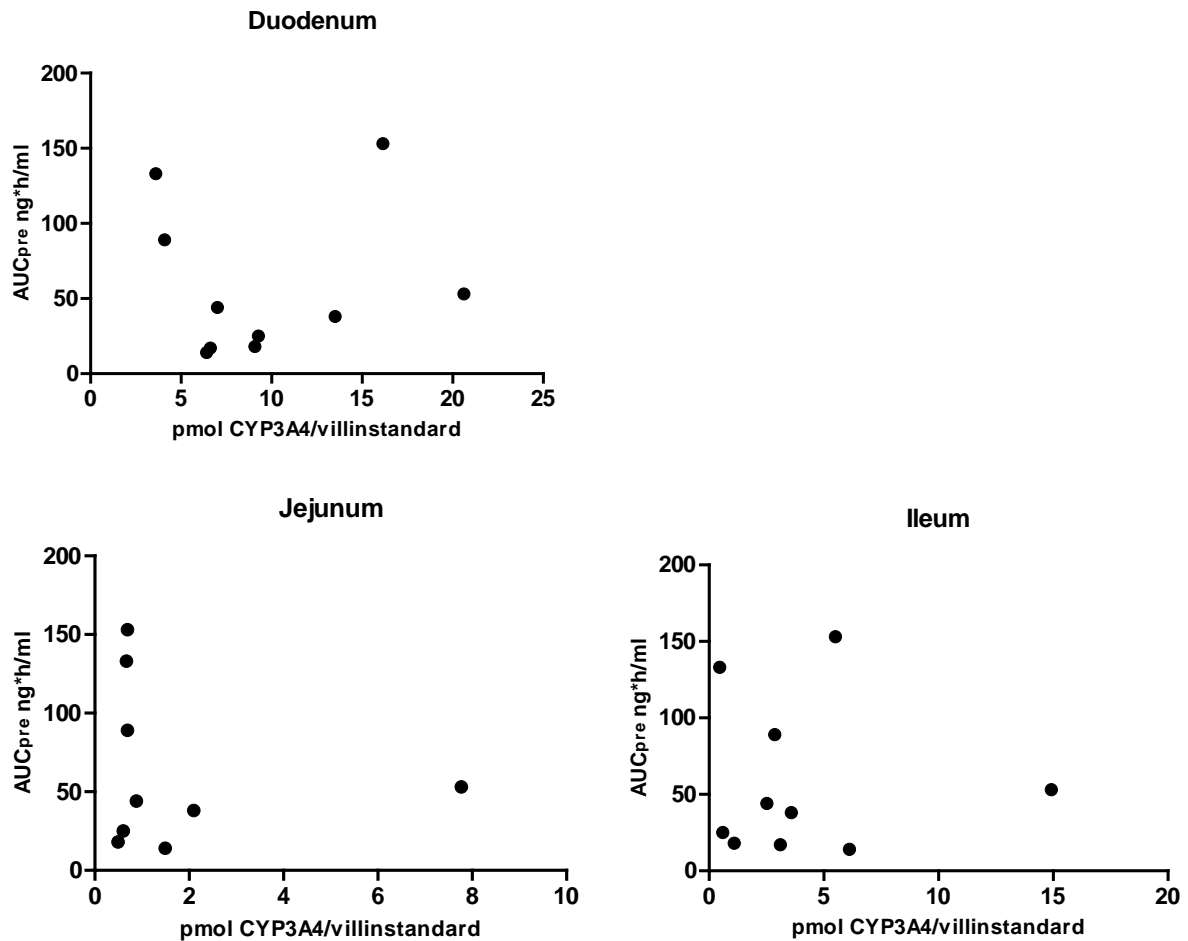 Duodenum
200
150
100
50
0
AUCpre ng*h/ml
0 5 10 15 20 25
pmol CYP3A4/villinstandard
Jejunum
200
150
100
50
0
AUCpre ng*h/ml
0 2 4 6 8 10
pmol CYP3A4/villinstandard
Ileum
200
150
100
50
0
AUCpre ng*h/ml
0 5 10 15 20
pmol CYP3A4/villinstandard